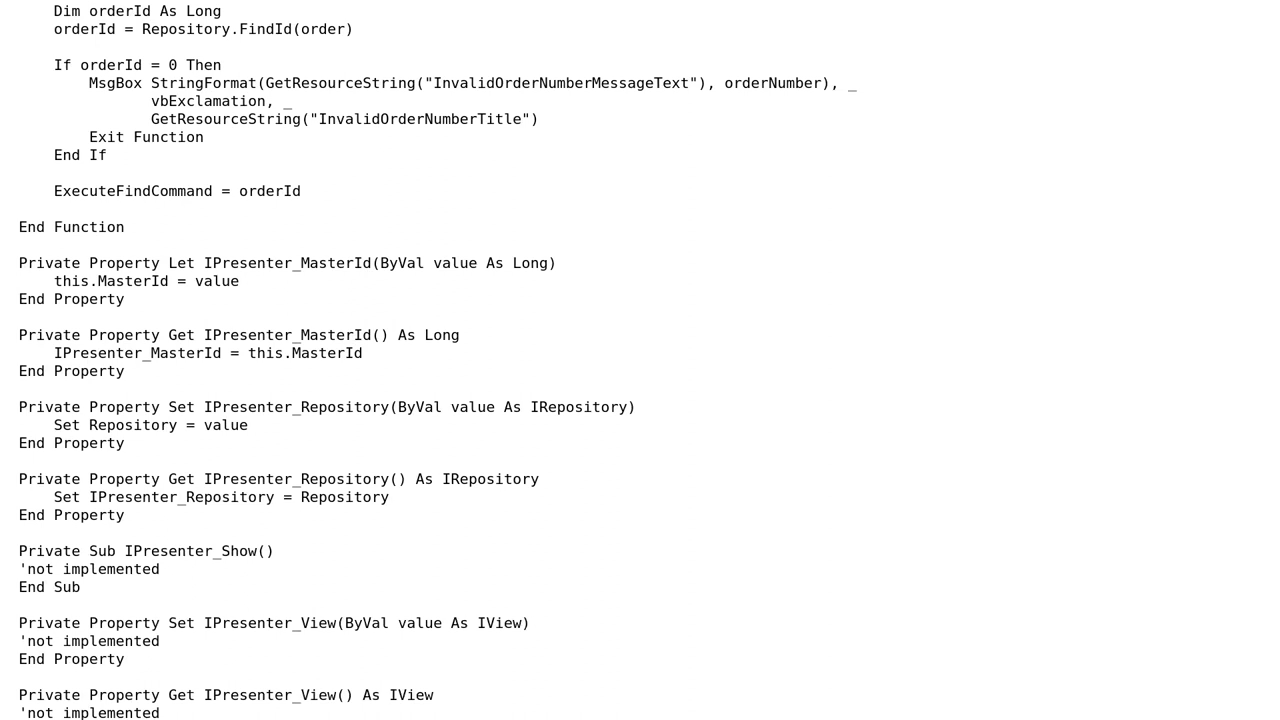 Dim orderId As Long
orderId = Repository.FindId(order)
If orderId = 0 Then
MsgBox StringFormat(GetResourceString("InvalidOrderNumberMessageText"), orderNumber), _
vbExclamation, _
GetResourceString("InvalidOrderNumberTitle")
Exit Function
End If
ExecuteFindCommand = orderId
End Function
Private Property Let IPresenter_MasterId(ByVal value As Long)
this.MasterId = value
End Property
Private Property Get IPresenter_MasterId() As Long
IPresenter_MasterId = this.MasterId
End Property
Private Property Set IPresenter_Repository(ByVal value As IRepository)
Set Repository = value
End Property
Private Property Get IPresenter_Repository() As IRepository
Set IPresenter_Repository = Repository
End Property
Private Sub IPresenter_Show()
'not implemented
End Sub
Private Property Set IPresenter_View(ByVal value As IView)
'not implemented
End Property
Private Property Get IPresenter_View() As IView
'not implemented